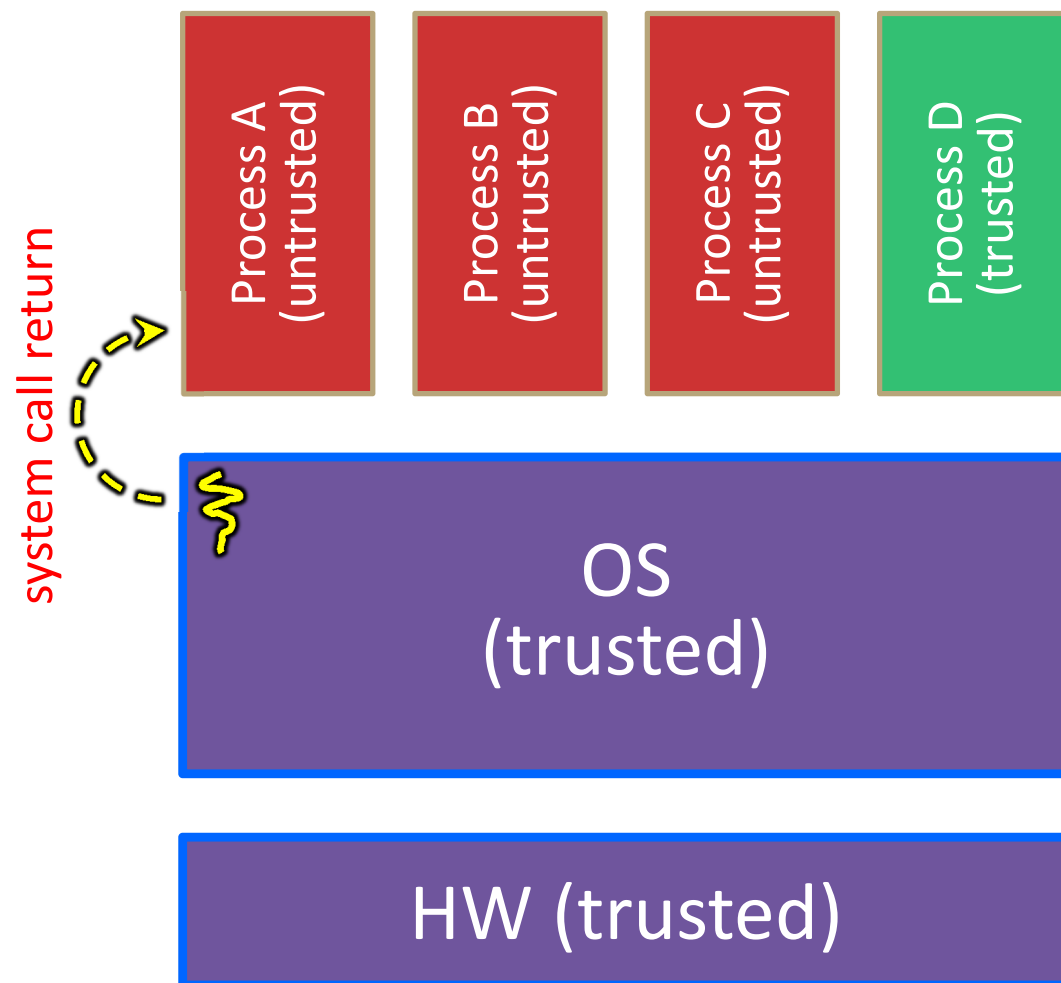 Process A
(untrusted)
Process B
(untrusted)
Process C
(untrusted)
Process D
(trusted)
system call return
OS
(trusted)
HW (trusted)